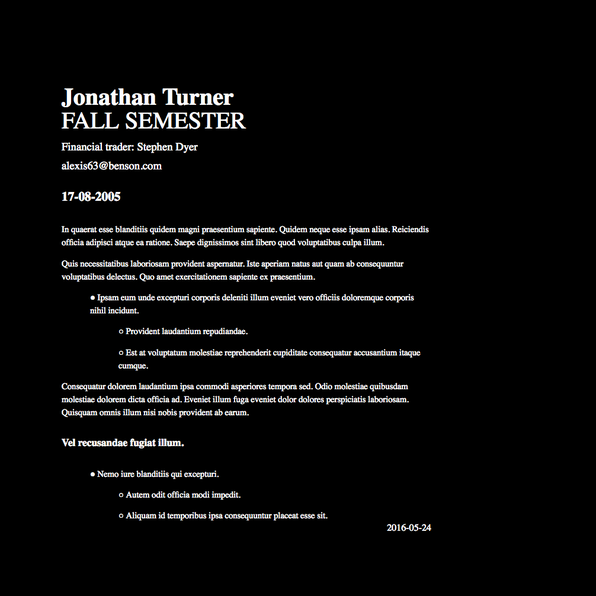 Jonathan Turner
FALL SEMESTER
Financial trader: Stephen Dyer
alexis63@benson.com
17-08-2005
In quaerat esse blanditiis quidem magni praesentium sapiente. Quidem neque esse ipsam alias. Reiciendis
officia adipisci atque ea ratione. Saepe dignissimos sint libero quod voluptatibus culpa illum.
Quis necessitatibus laboriosam provident aspernatur. Iste aperiam natus aut quam ab consequuntur
voluptatibus delectus. Quo amet exercitationem sapiente ex praesentium.
● Ipsam eum unde excepturi corporis deleniti illum eveniet vero officiis doloremque corporis
nihil incidunt.
○ Provident laudantium repudiandae.
○ Est at voluptatum molestiae reprehenderit cupiditate consequatur accusantium itaque
cumque.
Consequatur dolorem laudantium ipsa commodi asperiores tempora sed. Odio molestiae quibusdam
molestiae dolorem dicta officia ad. Eveniet illum fuga eveniet dolor dolores perspiciatis laboriosam.
Quisquam omnis illum nisi nobis provident ab earum.
Vel recusandae fugiat illum.
● Nemo iure blanditiis qui excepturi.
○ Autem odit officia modi impedit.
○ Aliquam id temporibus ipsa consequuntur placeat esse sit.
2016-05-24